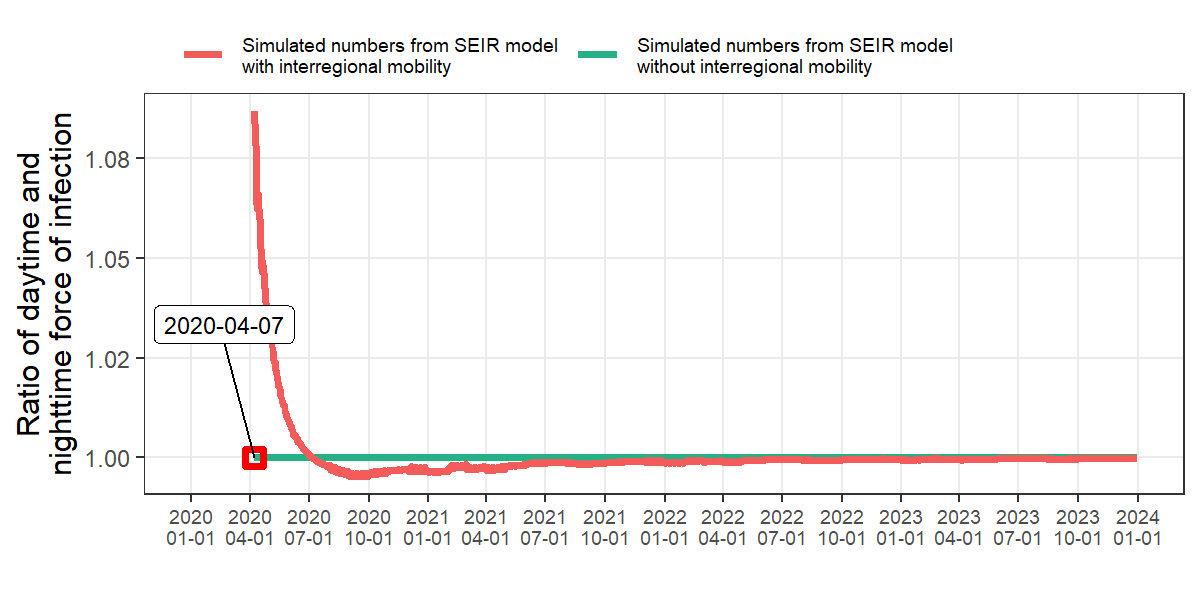 Simulated numbers from SEIR model
with interregional mobility
Simulated numbers from SEIR model
without interregional mobility
Ratio of daytime and
nighttime force of infection
1.08
1.05
1.02
1.00
2020-04-07
2020 2020 2020 2020 2021 2021 2021 2021 2022 2022 2022 2022 2023 2023 2023 2023 2024
01-01 04-01 07-01 10-01 01-01 04-01 07-01 10-01 01-01 04-01 07-01 10-01 01-01 04-01 07-01 10-01 01-01